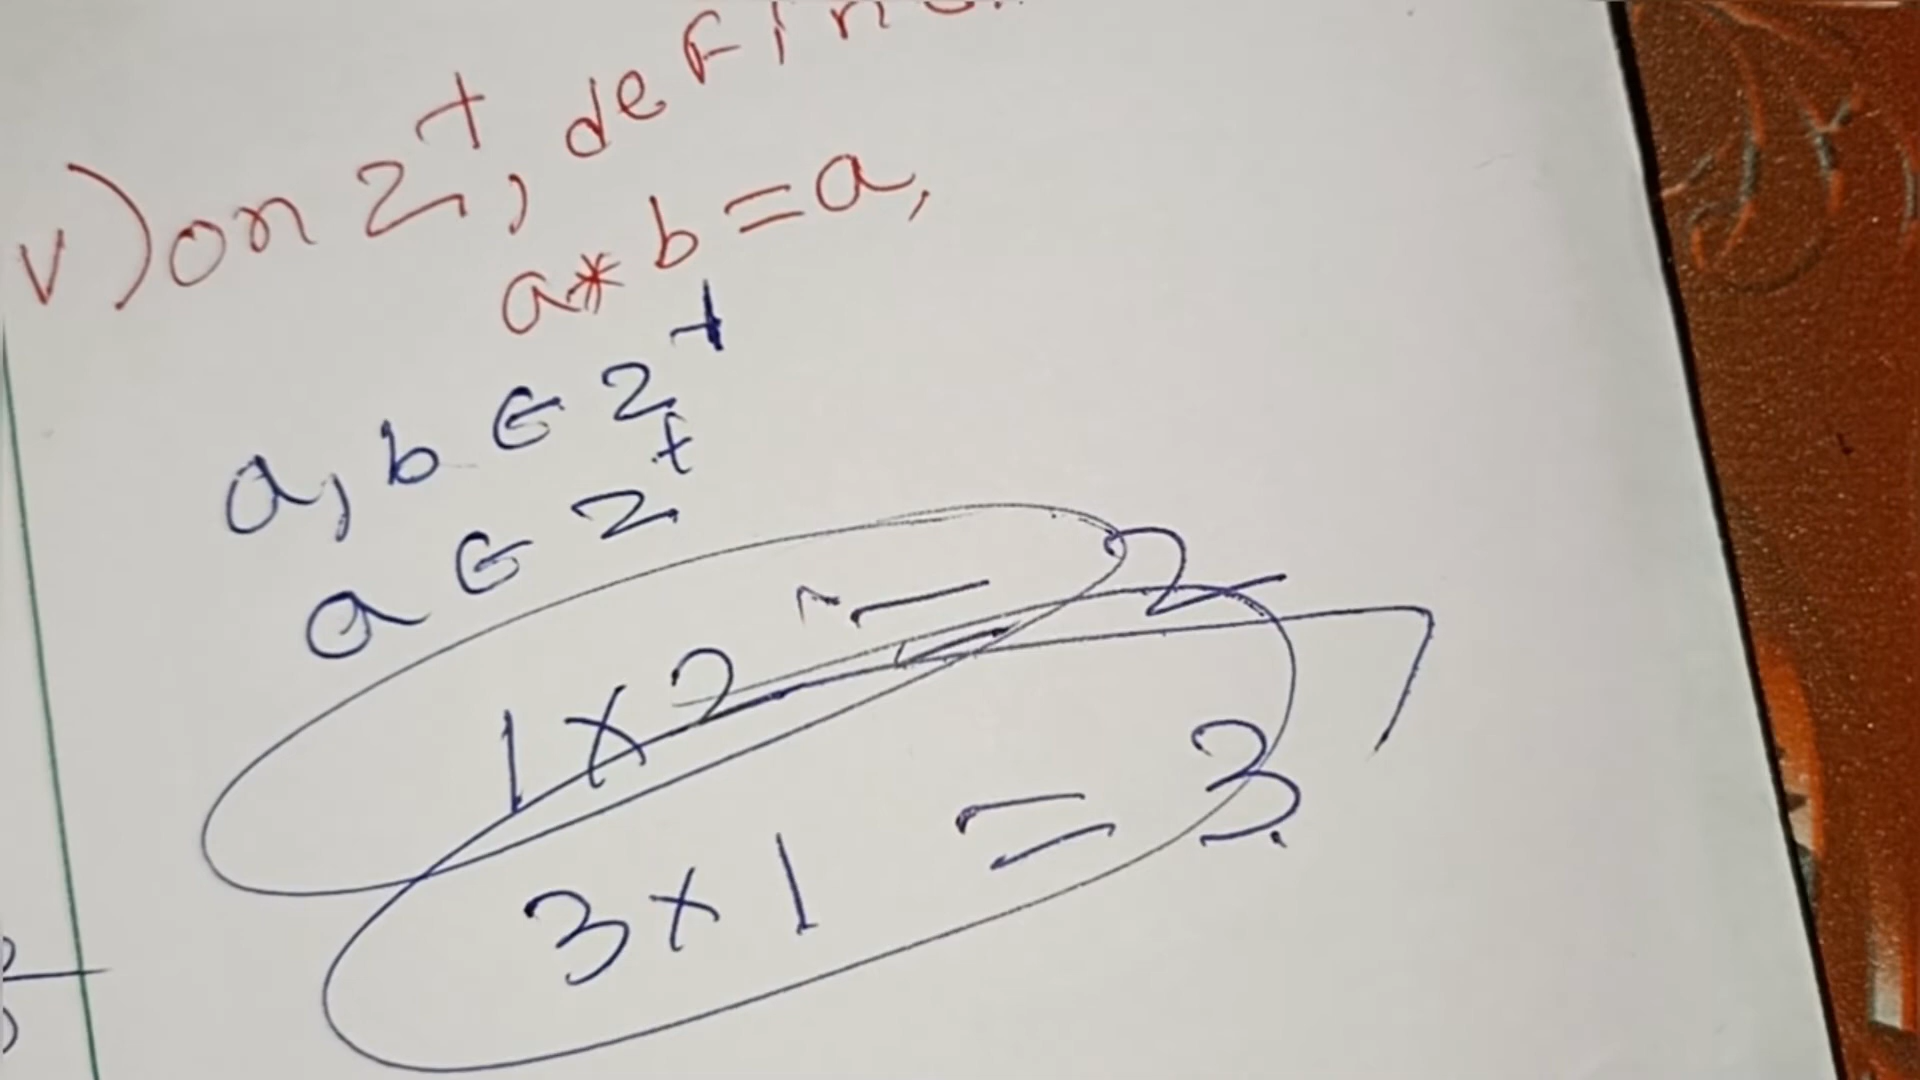 v) on Z⁺, define
a * b = a,
a, b ∈ Z⁺
a ∈ Z⁺
1 × 2 = 2
3 × 1 = 3